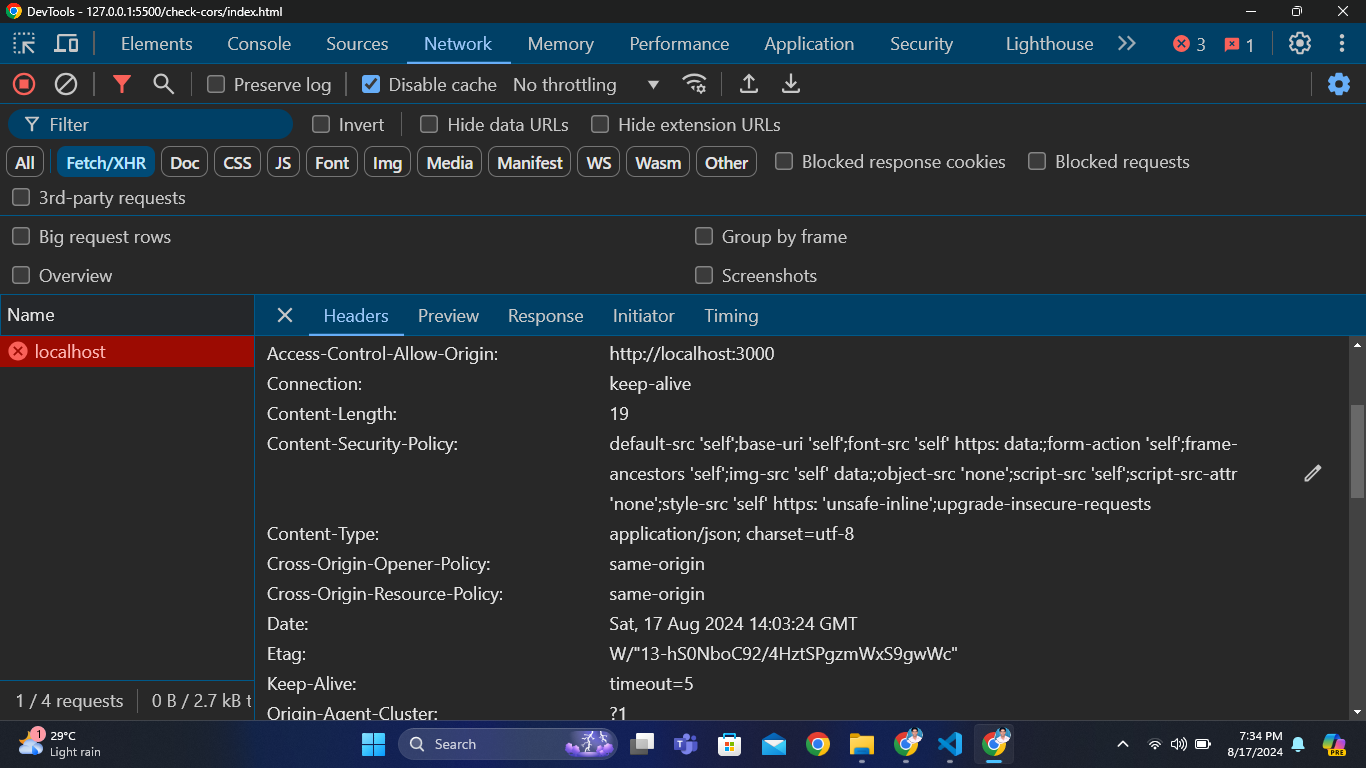 DevTools - 127.0.0.1:5500/check-cors/index.html
Elements Console Sources Network Memory Performance Application Security Lighthouse 3 1
Preserve log Disable cache No throttling
Filter Invert Hide data URLs Hide extension URLs
All Fetch/XHR Doc CSS JS Font Img Media Manifest WS Wasm Other Blocked response cookies Blocked requests
3rd-party requests
Big request rows Group by frame
Overview Screenshots
Name Headers Preview Response Initiator Timing
localhost Access-Control-Allow-Origin: http://localhost:3000
Connection: keep-alive
Content-Length: 19
Content-Security-Policy: default-src 'self';base-uri 'self';font-src 'self' https: data:;form-action 'self';frame-
ancestors 'self';img-src 'self' data:;object-src 'none';script-src 'self';script-src-attr
'none';style-src 'self' https: 'unsafe-inline';upgrade-insecure-requests
Content-Type: application/json; charset=utf-8
Cross-Origin-Opener-Policy: same-origin
Cross-Origin-Resource-Policy: same-origin
Date: Sat, 17 Aug 2024 14:03:24 GMT
Etag: W/"13-hS0NboC92/4HztSPgzmWxS9gwWc"
Keep-Alive: timeout=5
1 / 4 requests 0 B / 2.7 kB t
Origin-Agent-Cluster: ?1
1 29°C
Light rain
Search
PRE
7:34 PM
8/17/2024